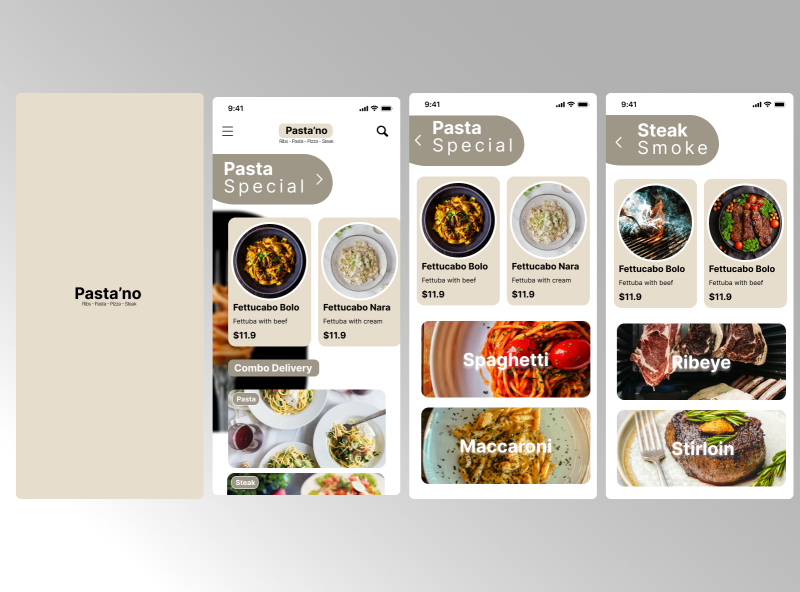 Pasta'no
Ribs - Pasta - Pizza - Steak
9:41
Pasta'no
Ribs - Pasta - Pizza - Steak
Pasta
Special
Fettucabo Bolo
Fettuba with beef
$11.9
Fettucabo Nara
Fettuba with cream
$11.9
Combo Delivery
Pasta
Steak
9:41
Pasta
Special
Fettucabo Bolo
Fettuba with beef
$11.9
Fettucabo Nara
Fettuba with cream
$11.9
Spaghetti
Maccaroni
9:41
Steak
Smoke
Fettucabo Bolo
Fettuba with beef
$11.9
Fettucabo Bolo
Fettuba with beef
$11.9
Ribeye
Stirloin